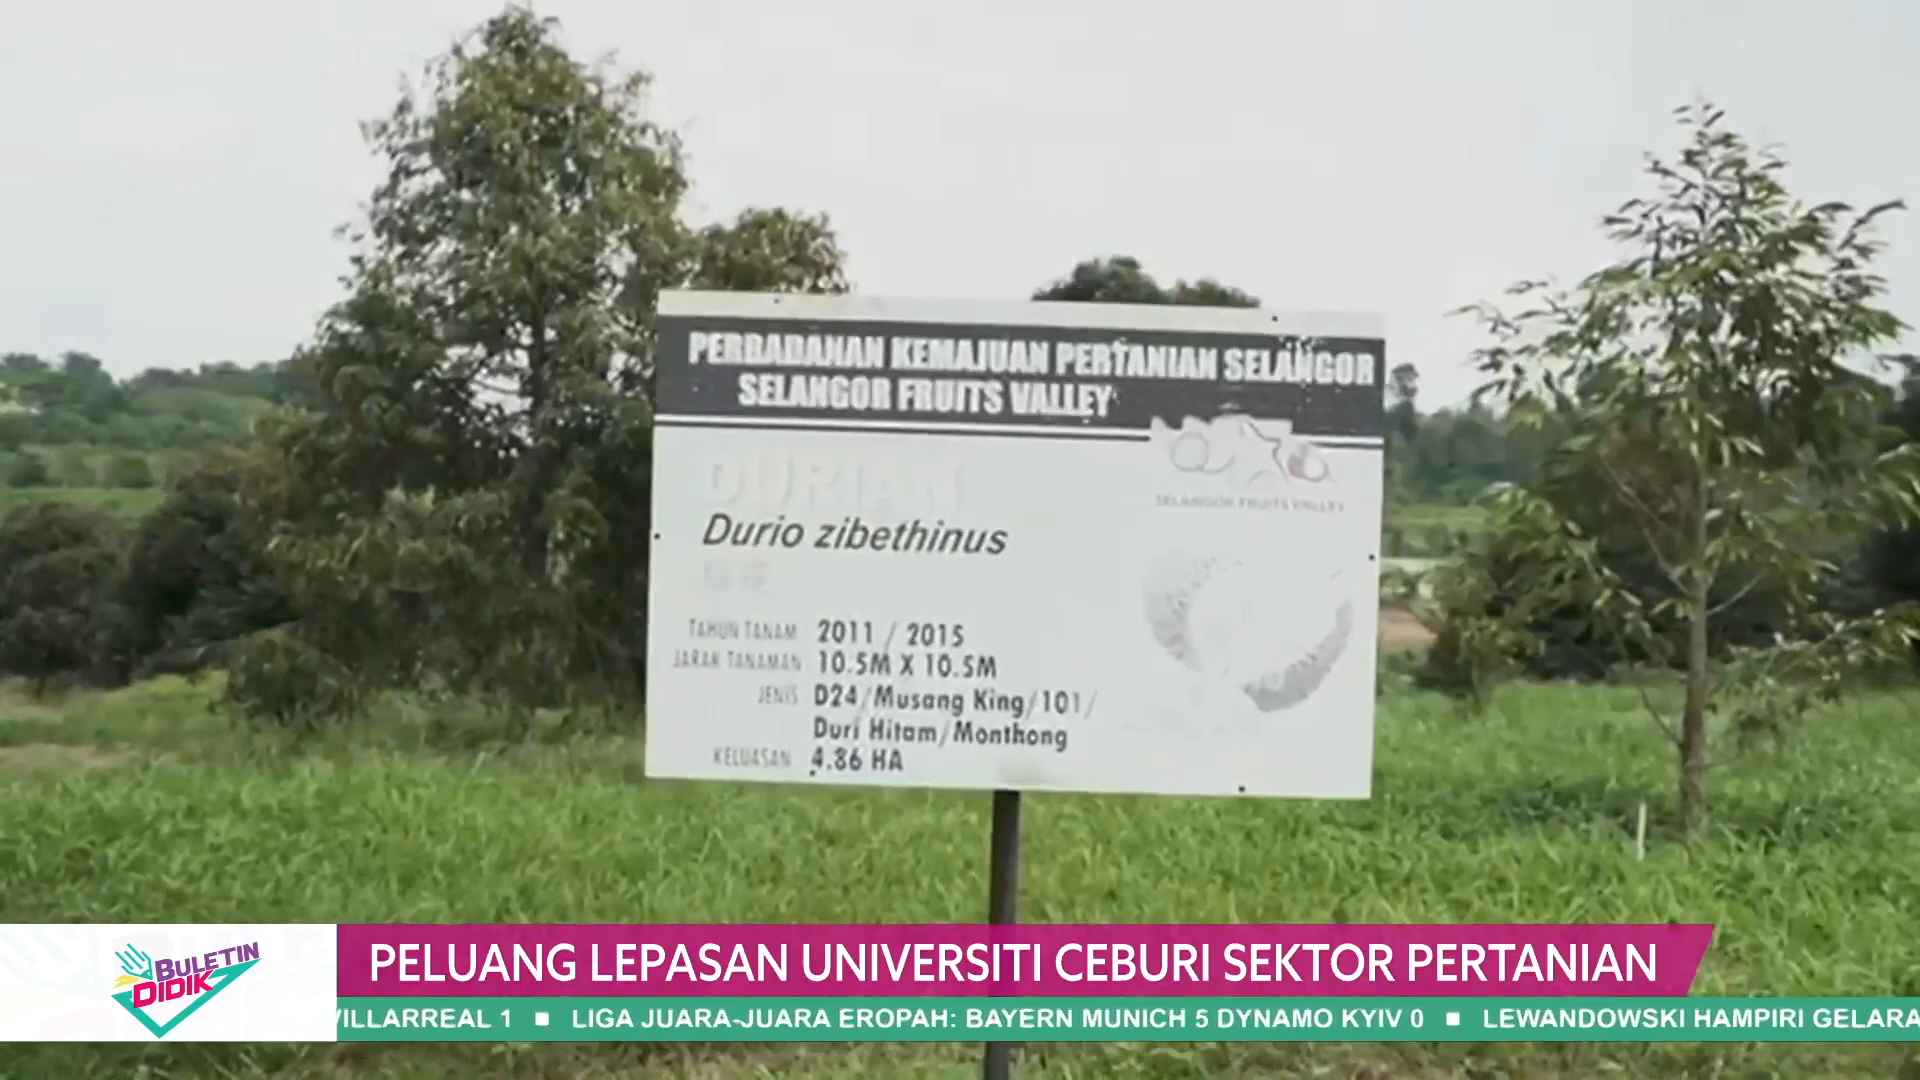 PERBADANAN KEMAJUAN PERTANIAN SELANGOR
SELANGOR FRUITS VALLEY
SELANGOR FRUITS VALLEY
DURIAN
Durio zibethinus
TAHUN TANAM 2011 / 2015
JARAK TANAMAN 10.5M X 10.5M
JENIS D24/Musang King/101/
Duri Hitam/Monthong
KELUASAN 4.86 HA
BULETIN
DIDIK
PELUANG LEPASAN UNIVERSITI CEBURI SEKTOR PERTANIAN
VILLARREAL 1 ■ LIGA JUARA-JUARA EROPAH: BAYERN MUNICH 5 DYNAMO KYIV 0 ■ LEWANDOWSKI HAMPIRI GELARA